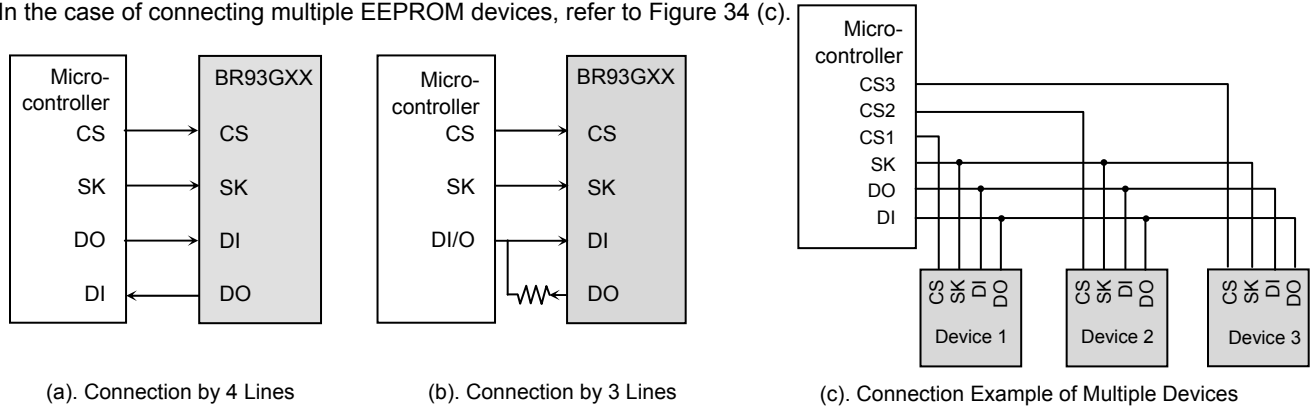 In the case of connecting multiple EEPROM devices, refer to Figure 34 (c).
Micro-
controller
CS
SK
DO
DI
BR93GXX
CS
SK
DI
DO
(a). Connection by 4 Lines
Micro-
controller
CS
SK
DI/O
BR93GXX
CS
SK
DI
DO
(b). Connection by 3 Lines
Micro-
controller
CS3
CS2
CS1
SK
DO
DI
CS
SK
DI
DO
Device 1
CS
SK
DI
DO
Device 2
CS
SK
DI
DO
Device 3
(c). Connection Example of Multiple Devices